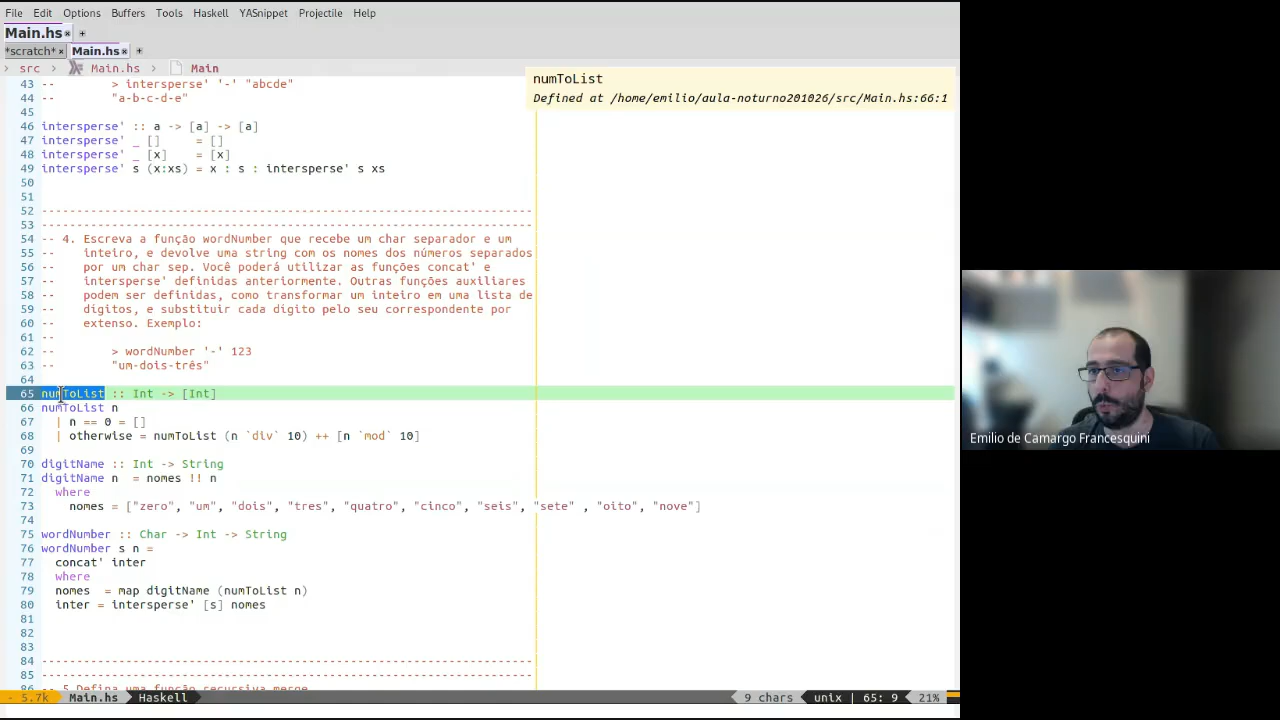 File Edit Options Buffers Tools Haskell YASnippet Projectile Help
Main.hs
*scratch* Main.hs
src > Main.hs > Main
43 -- > intersperse' '-' "abcde"
44 -- "a-b-c-d-e"
45
46 intersperse' :: a -> [a] -> [a]
47 intersperse' _ [] = []
48 intersperse' _ [x] = [x]
49 intersperse' s (x:xs) = x : s : intersperse' s xs
50
51
52 ----------------------------------------------------------------------
53 ----------------------------------------------------------------------
54 -- 4. Escreva a função wordNumber que recebe um char separador e um
55 -- inteiro, e devolve uma string com os nomes dos números separados
56 -- por um char sep. Você poderá utilizar as funções concat' e
57 -- intersperse' definidas anteriormente. Outras funções auxiliares
58 -- podem ser definidas, como transformar um inteiro em uma lista de
59 -- dígitos, e substituir cada dígito pelo seu correspondente por
60 -- extenso. Exemplo:
61 --
62 -- > wordNumber '-' 123
63 -- "um-dois-três"
64
65 numToList :: Int -> [Int]
66 numToList n
67 | n == 0 = []
68 | otherwise = numToList (n `div` 10) ++ [n `mod` 10]
69
70 digitName :: Int -> String
71 digitName n = nomes !! n
72 where
73 nomes = ["zero", "um", "dois", "tres", "quatro", "cinco", "seis", "sete" , "oito", "nove"]
74
75 wordNumber :: Char -> Int -> String
76 wordNumber s n =
77 concat' inter
78 where
79 nomes = map digitName (numToList n)
80 inter = intersperse' [s] nomes
81
82
83
84 ----------------------------------------------------------------------
85 ----------------------------------------------------------------------
86 -- 5 Defina uma função recursiva merge
numToList
Defined at /home/emilio/aula-noturno201026/src/Main.hs:66:1
- 5.7k Main.hs Haskell 9 chars unix | 65: 9 21%
Emilio de Camargo Francesquini